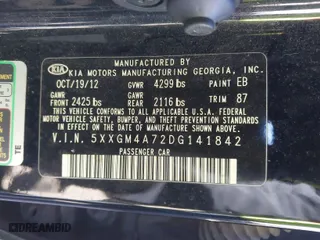 MANUFACTURED BY
KIA KIA MOTORS MANUFACTURING GEORGIA, INC.
OCT/19/12 GVWR 4299 lbs PAINT EB
GAWR FRONT 2425 lbs GAWR REAR 2116 lbs TRIM 87
THIS VEHICLE CONFORMS TO ALL APPLICABLE FEDERAL
MOTOR VEHICLE SAFETY, BUMPER, AND THEFT PREVENTION
STANDARDS IN EFFECT ON THE DATE OF MANUFACTURE
SHOWN ABOVE.
V.I.N. 5XXGM4A72DG141842
PASSENGER CAR
CIDREAMBID